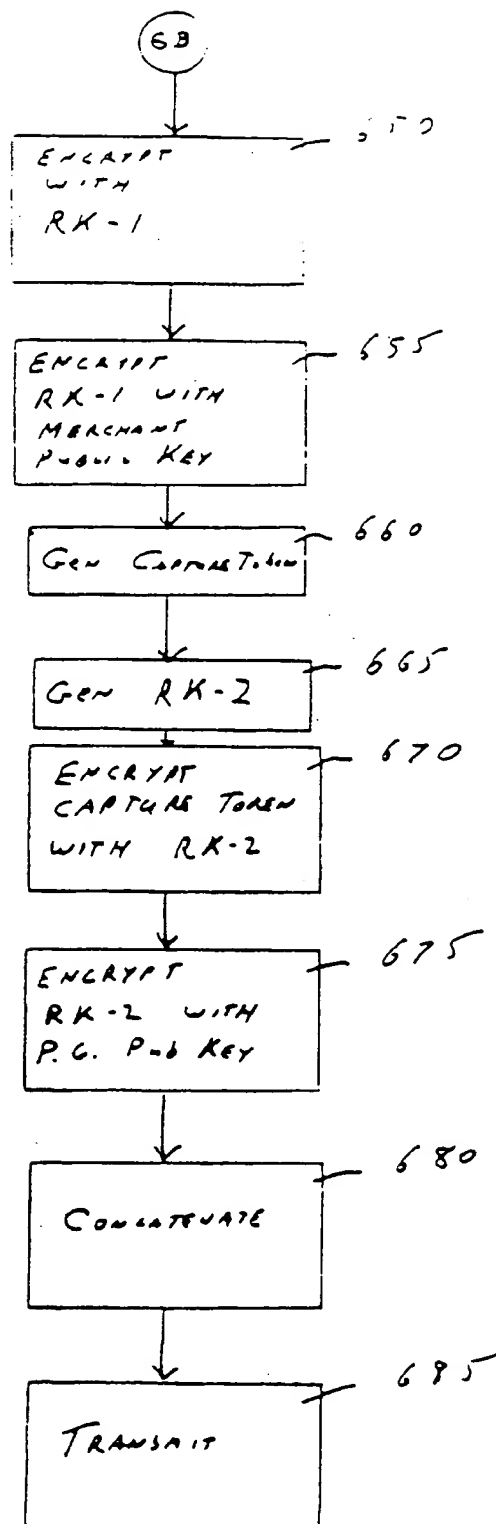 6B
ENCRYPT
WITH
RK-1
ENCRYPT
RK-1 WITH
MERCHANT
PUBLIC KEY
655
GEN CAPTURE TOKEN
660
GEN RK-2
665
ENCRYPT
CAPTURE TOKEN
WITH RK-2
670
ENCRYPT
RK-2 WITH
P.G. PUB KEY
675
CONCATENATE
680
TRANSMIT
685